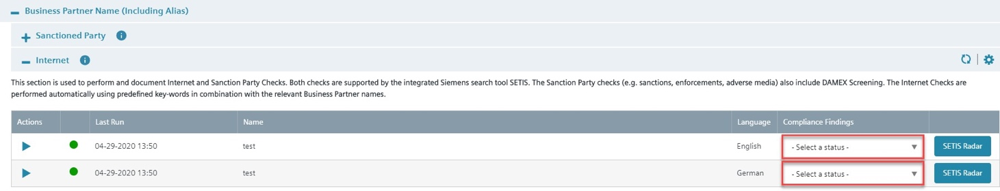 Business Partner Name (Including Alias)
Sanctioned Party
Internet
This section is used to perform and document Internet and Sanction Party Checks. Both checks are supported by the integrated Siemens search tool SETIS. The Sanction Party checks (e.g. sanctions, enforcements, adverse media) also include DAMEX Screening. The Internet Checks are
performed automatically using predefined key-words in combination with the relevant Business Partner names.
Actions Last Run Name Language Compliance Findings
04-29-2020 13:50 test English - Select a status - SETIS Radar
04-29-2020 13:50 test German - Select a status - SETIS Radar